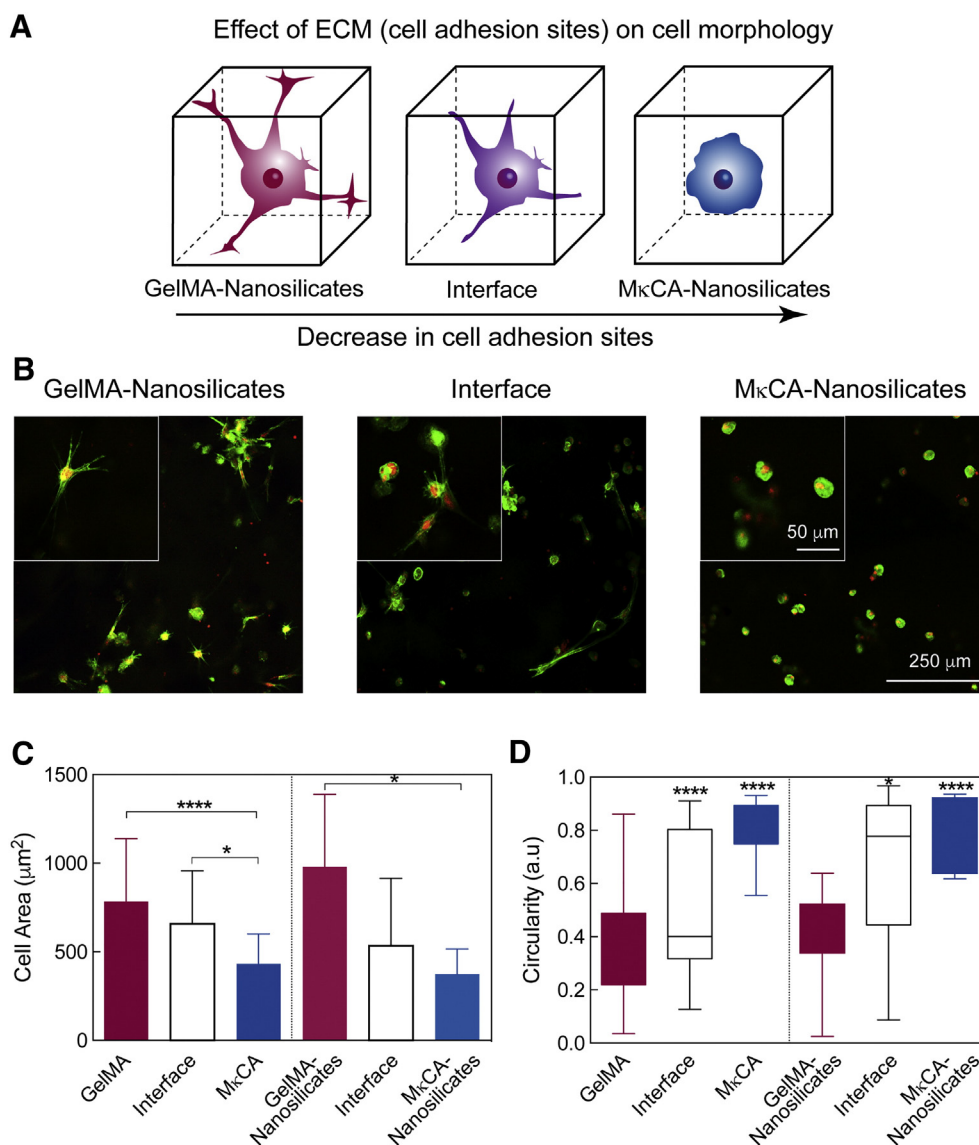 A
Effect of ECM (cell adhesion sites) on cell morphology
GelMA-Nanosilicates
Interface
MκCA-Nanosilicates
Decrease in cell adhesion sites
B
GelMA-Nanosilicates
Interface
MκCA-Nanosilicates
50 μm
250 μm
C
Cell Area (μm²)
1500
1000
500
0
****
*
*
GelMA
Interface
MκCA
GelMA-
Nanosilicates
Interface
MκCA-
Nanosilicates
D
Circularity (a.u)
1.0
0.8
0.6
0.4
0.2
0.0
****
****
*
****
GelMA
Interface
MκCA
GelMA-
Nanosilicates
Interface
MκCA-
Nanosilicates